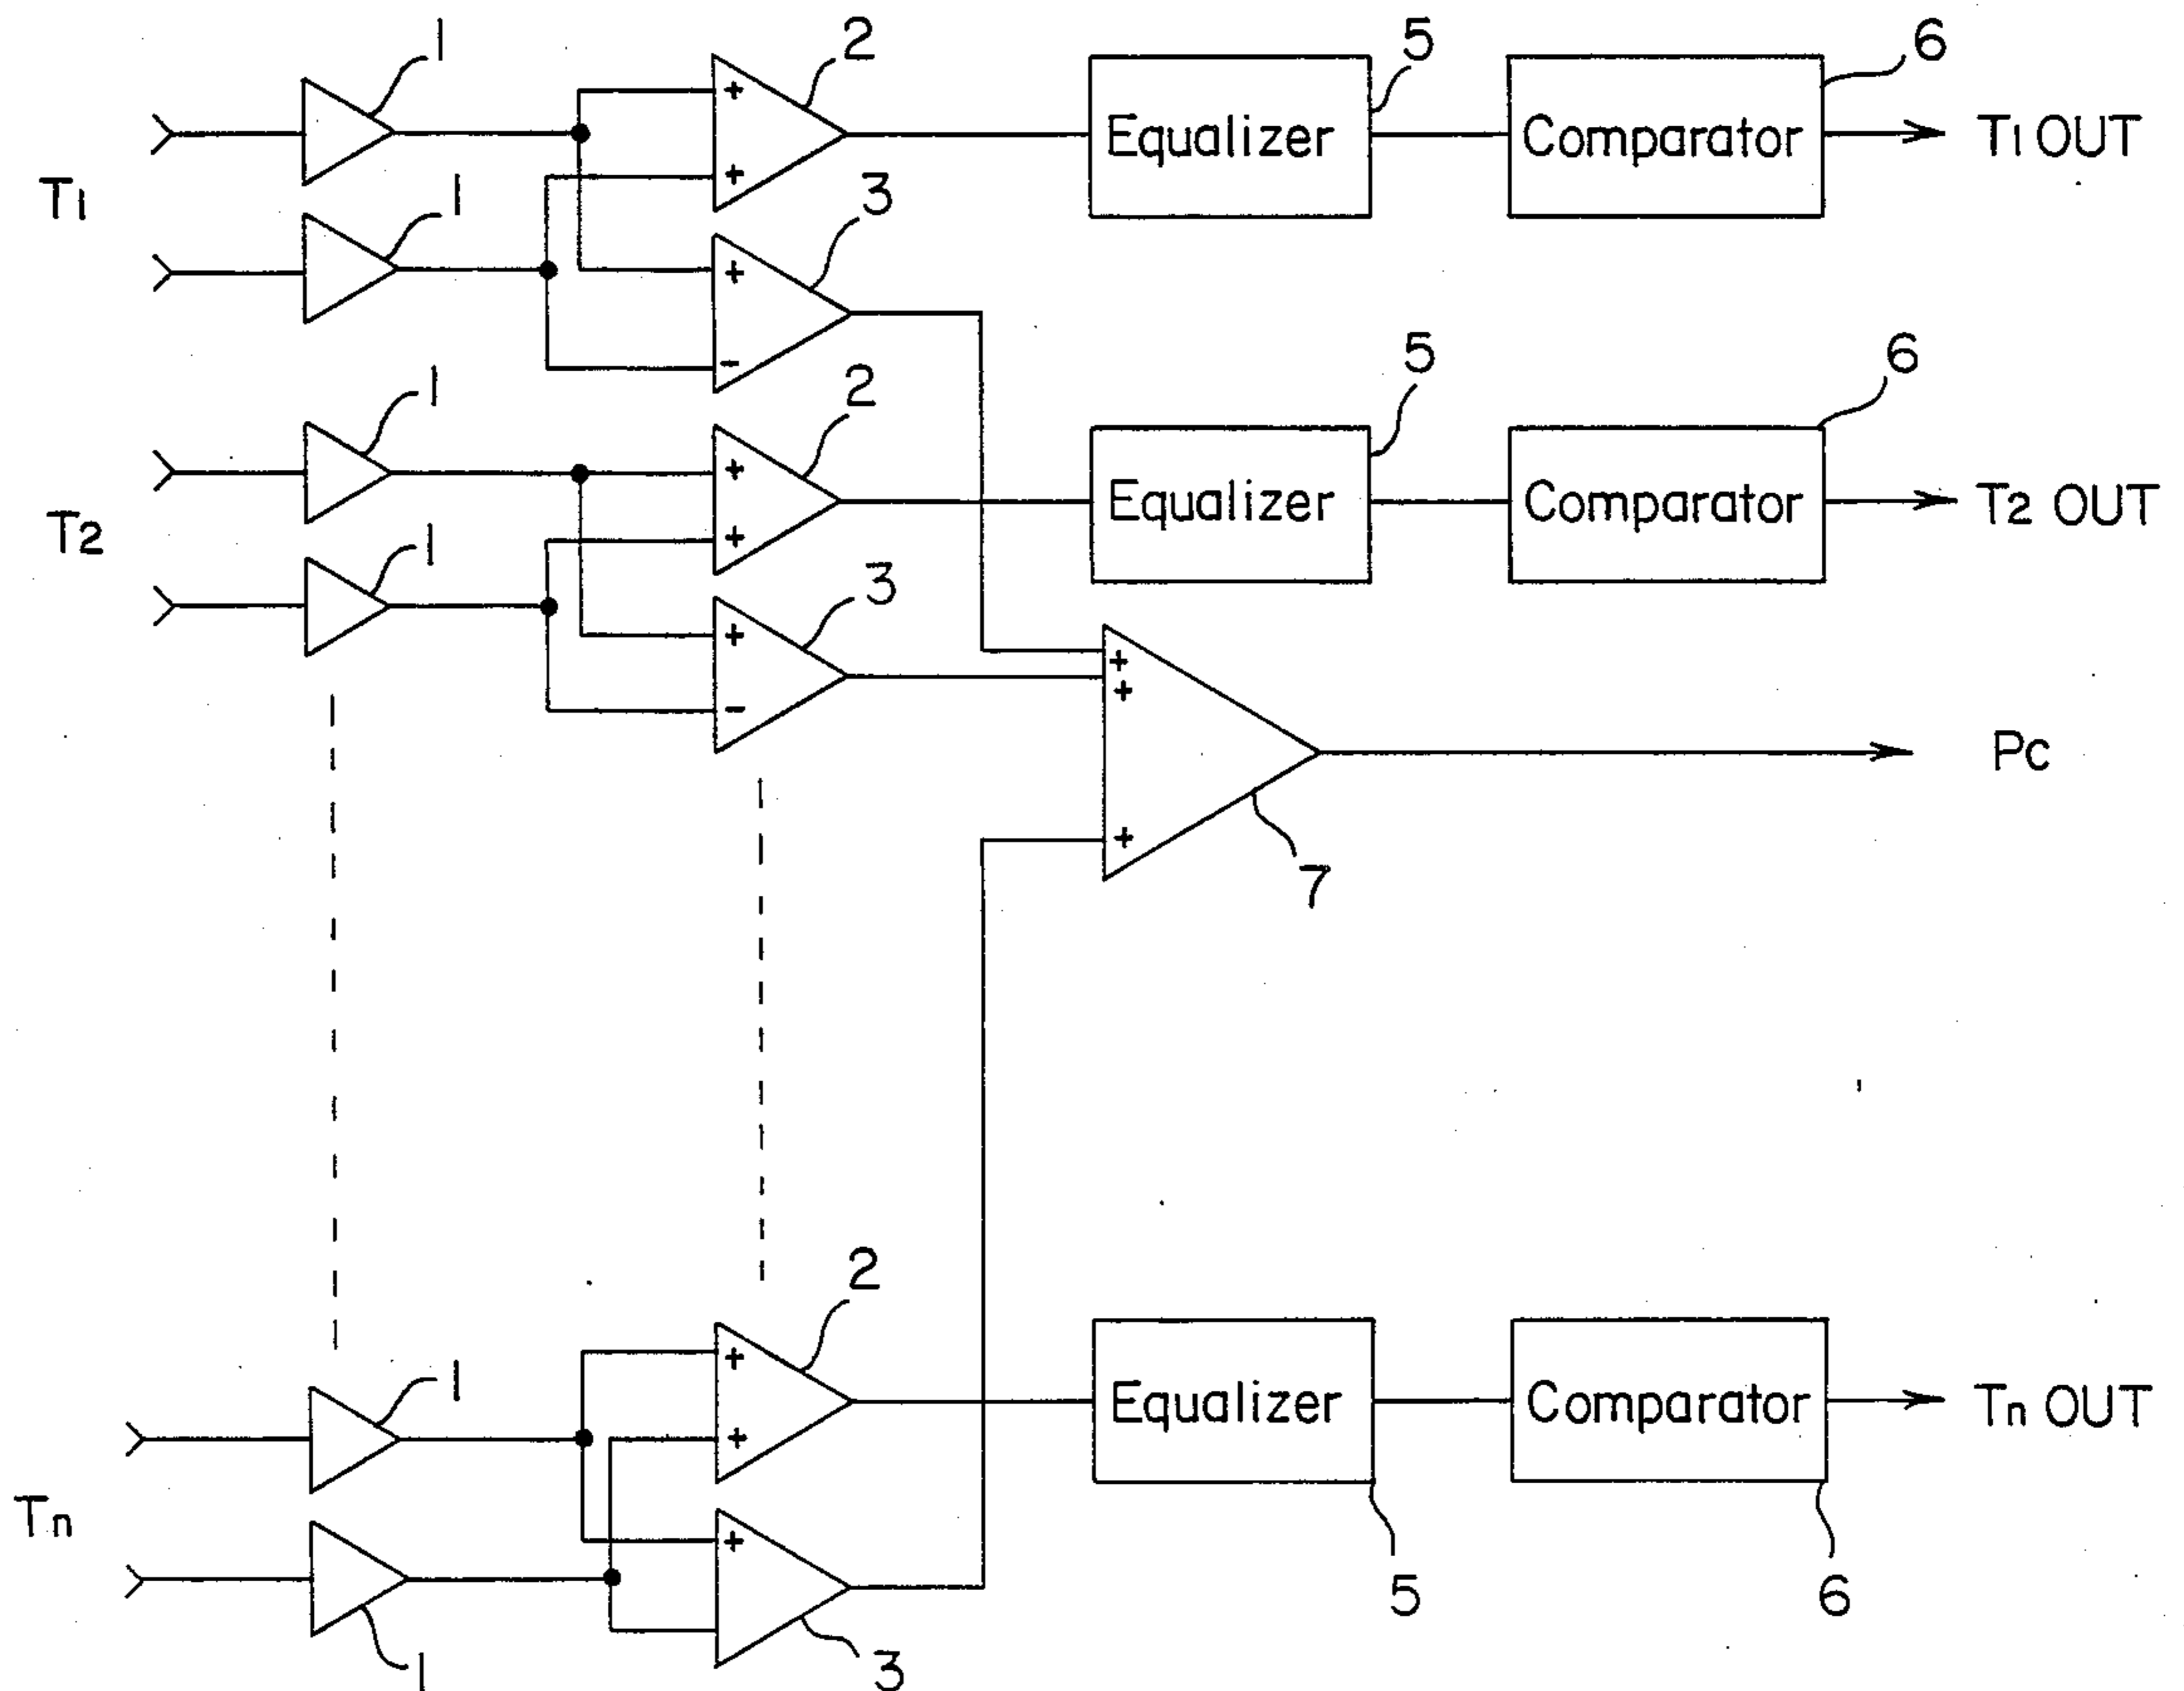 1
2
5
6
+
Equalizer
Comparator
T1 OUT
+
T1
1
3
+
-
1
2
5
6
+
Equalizer
Comparator
T2 OUT
T2
1
+
3
+
-
+
+
Pc
+
7
2
1
+
Equalizer
Comparator
Tn OUT
+
Tn
+
5
6
1
3